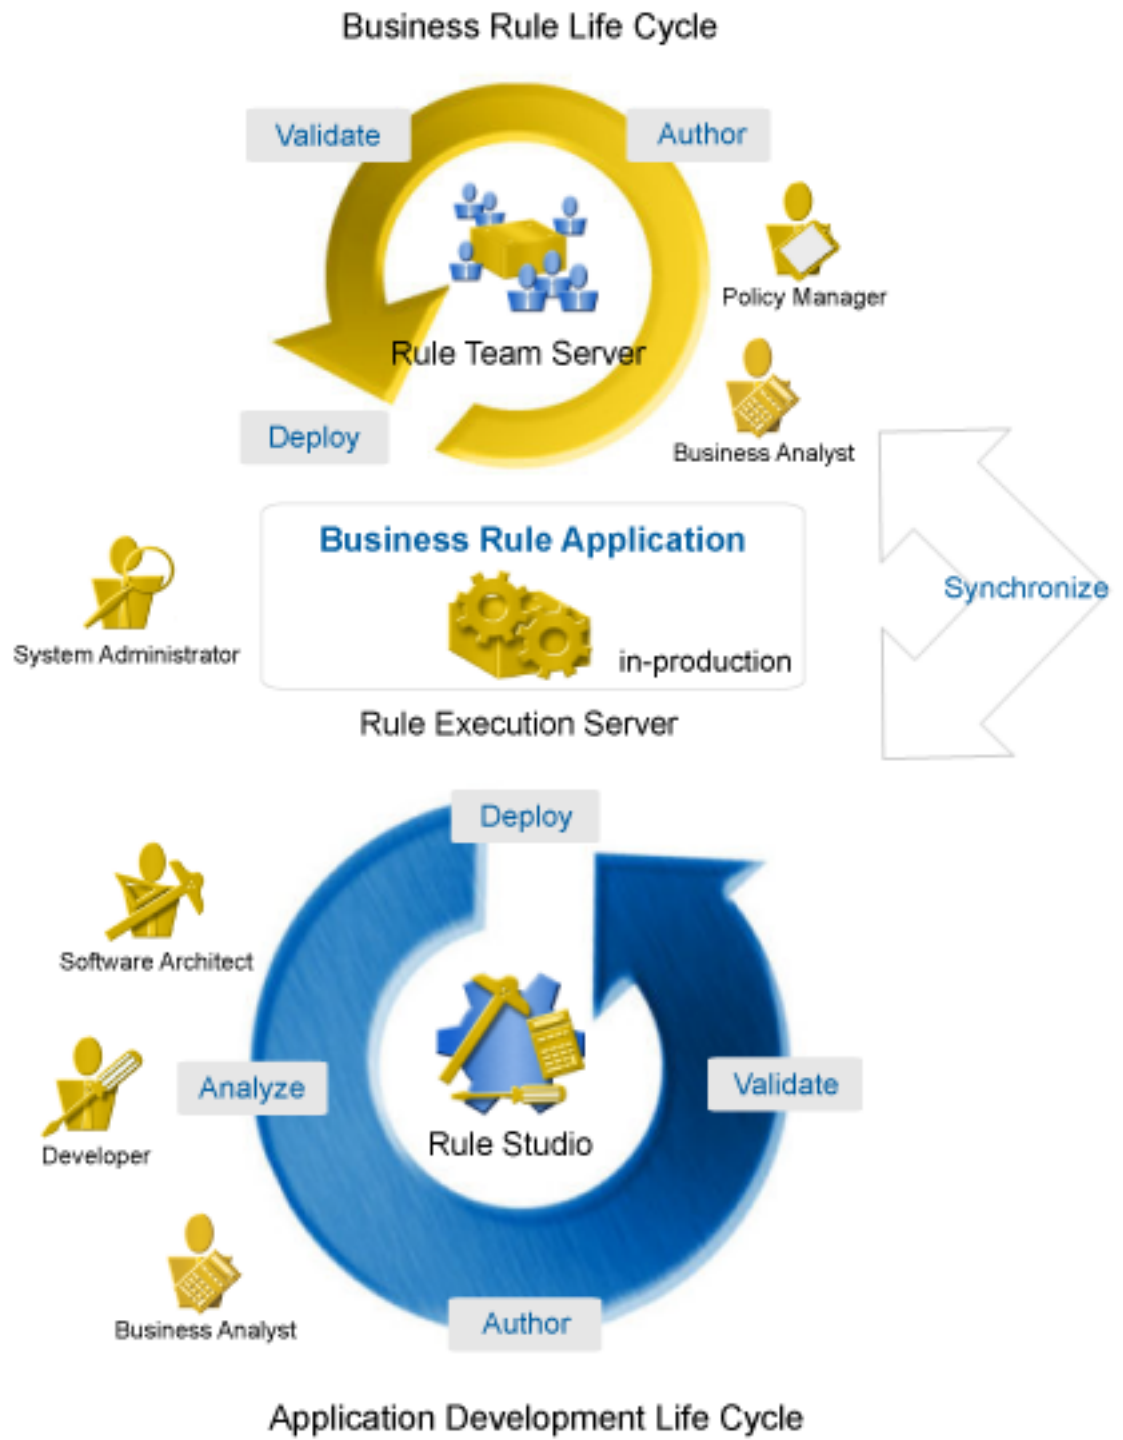 Business Rule Life Cycle
Validate
Author
Policy Manager
Rule Team Server
Business Analyst
Deploy
Business Rule Application
in-production
System Administrator
Synchronize
Rule Execution Server
Deploy
Software Architect
Analyze
Validate
Rule Studio
Developer
Business Analyst
Author
Application Development Life Cycle